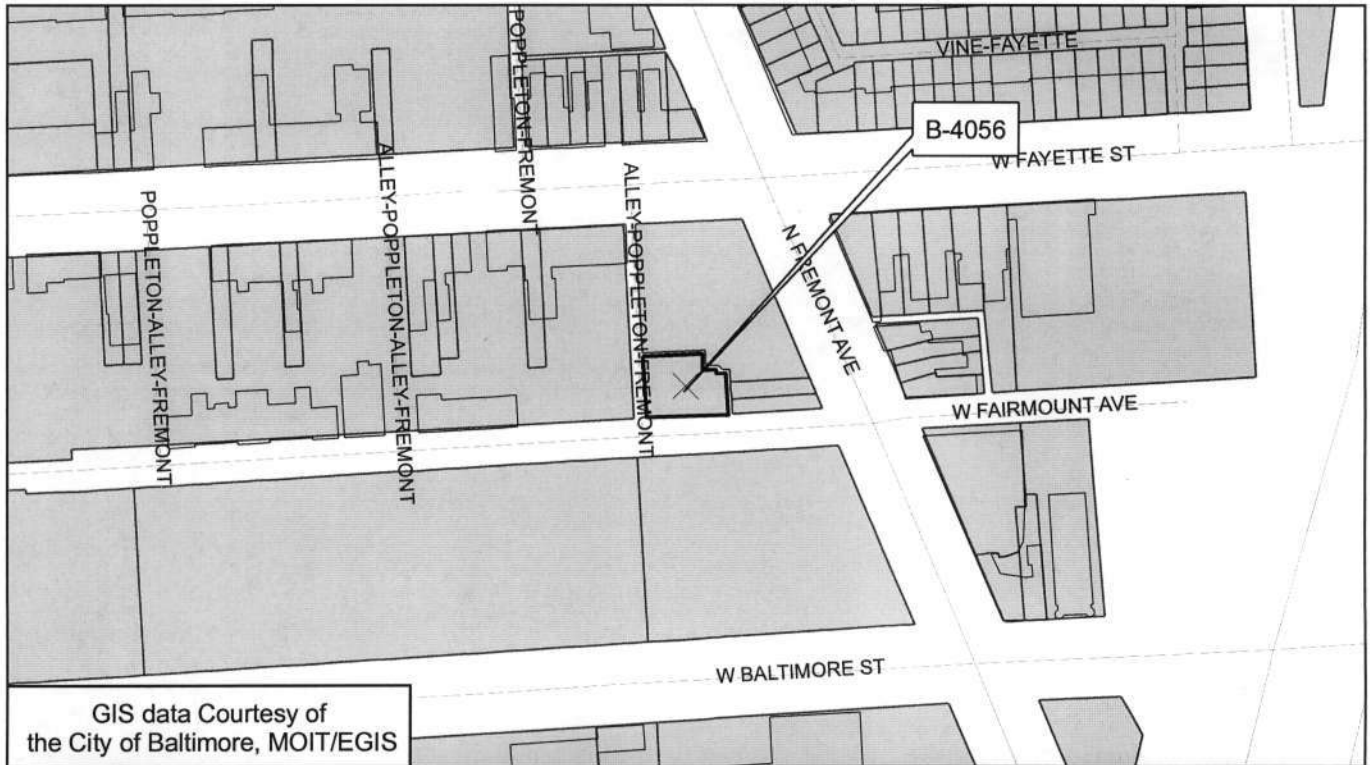 POPPLETON-FREMONT
VINE-FAYETTE
B-4056
W FAYETTE ST
POPPLETON-ALLEY-FREMONT
ALLEY-POPPLETON-ALLEY-FREMONT
ALLEY-POPPLETON-FREMONT
N FREMONT AVE
W FAIRMOUNT AVE
W BALTIMORE ST
GIS data Courtesy of
the City of Baltimore, MOIT/EGIS